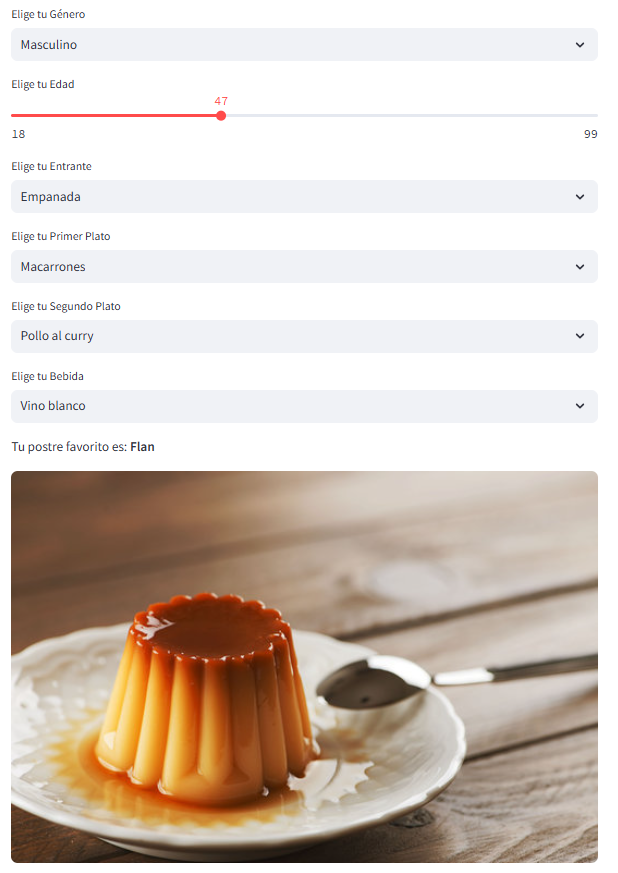 Elige tu Género
Masculino
Elige tu Edad
47
18 99
Elige tu Entrante
Empanada
Elige tu Primer Plato
Macarrones
Elige tu Segundo Plato
Pollo al curry
Elige tu Bebida
Vino blanco
Tu postre favorito es: Flan